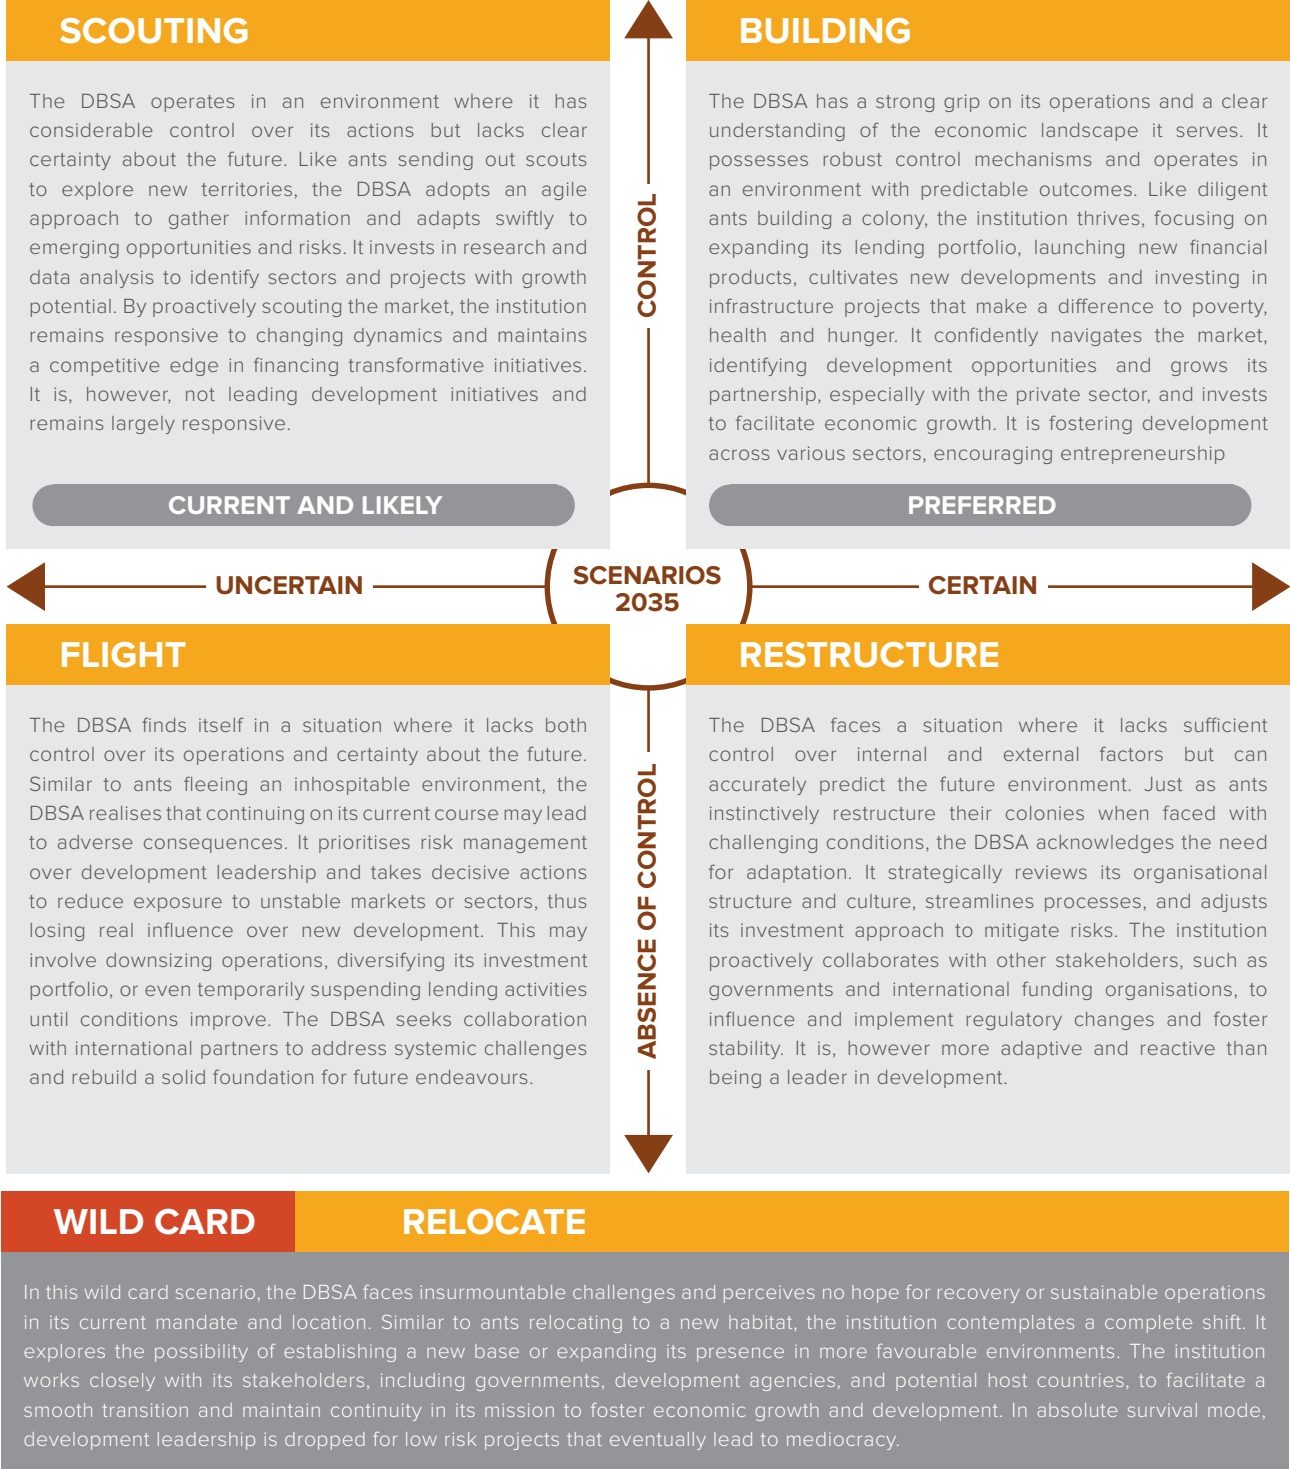 SCOUTING
The DBSA operates in an environment where it has
considerable control over its actions but lacks clear
certainty about the future. Like ants sending out scouts
to explore new territories, the DBSA adopts an agile
approach to gather information and adapts swiftly to
emerging opportunities and risks. It invests in research and
data analysis to identify sectors and projects with growth
potential. By proactively scouting the market, the institution
remains responsive to changing dynamics and maintains
a competitive edge in financing transformative initiatives.
It is, however, not leading development initiatives and
remains largely responsive.
CURRENT AND LIKELY
CONTROL
BUILDING
The DBSA has a strong grip on its operations and a clear
understanding of the economic landscape it serves. It
possesses robust control mechanisms and operates in
an environment with predictable outcomes. Like diligent
ants building a colony, the institution thrives, focusing on
expanding its lending portfolio, launching new financial
products, cultivates new developments and investing in
infrastructure projects that make a difference to poverty,
health and hunger. It confidently navigates the market,
identifying development opportunities and grows its
partnership, especially with the private sector, and invests
to facilitate economic growth. It is fostering development
across various sectors, encouraging entrepreneurship
PREFERRED
UNCERTAIN
SCENARIOS
2035
CERTAIN
FLIGHT
The DBSA finds itself in a situation where it lacks both
control over its operations and certainty about the future.
Similar to ants fleeing an inhospitable environment, the
DBSA realises that continuing on its current course may lead
to adverse consequences. It prioritises risk management
over development leadership and takes decisive actions
to reduce exposure to unstable markets or sectors, thus
losing real influence over new development. This may
involve downsizing operations, diversifying its investment
portfolio, or even temporarily suspending lending activities
until conditions improve. The DBSA seeks collaboration
with international partners to address systemic challenges
and rebuild a solid foundation for future endeavours.
ABSENCE OF CONTROL
RESTRUCTURE
The DBSA faces a situation where it lacks sufficient
control over internal and external factors but can
accurately predict the future environment. Just as ants
instinctively restructure their colonies when faced with
challenging conditions, the DBSA acknowledges the need
for adaptation. It strategically reviews its organisational
structure and culture, streamlines processes, and adjusts
its investment approach to mitigate risks. The institution
proactively collaborates with other stakeholders, such as
governments and international funding organisations, to
influence and implement regulatory changes and foster
stability. It is, however more adaptive and reactive than
being a leader in development.
WILD CARD
RELOCATE
In this wild card scenario, the DBSA faces insurmountable challenges and perceives no hope for recovery or sustainable operations
in its current mandate and location. Similar to ants relocating to a new habitat, the institution contemplates a complete shift. It
explores the possibility of establishing a new base or expanding its presence in more favourable environments. The institution
works closely with its stakeholders, including governments, development agencies, and potential host countries, to facilitate a
smooth transition and maintain continuity in its mission to foster economic growth and development. In absolute survival mode,
development leadership is dropped for low risk projects that eventually lead to mediocracy.